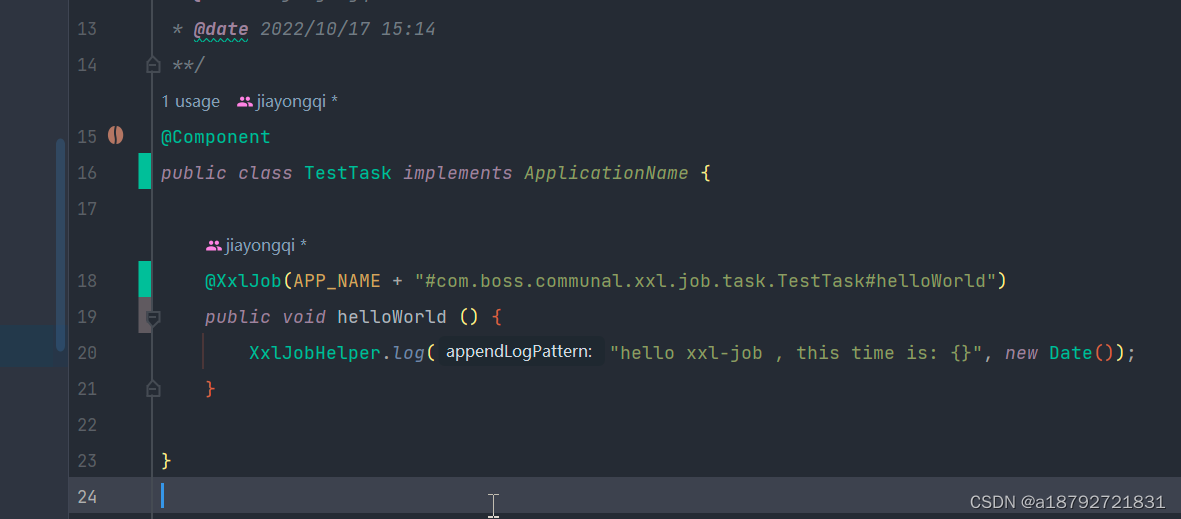 13 * @date 2022/10/17 15:14
14 **/
1 usage jiayongqi *
15 @Component
16 public class TestTask implements ApplicationName {
17
jiayongqi *
18 @XxlJob(APP_NAME + "#com.boss.communal.xxl.job.task.TestTask#helloWorld")
19 public void helloWorld () {
20 XxlJobHelper.log( appendLogPattern: "hello xxl-job , this time is: {}", new Date());
21 }
22
23 }
24
CSDN @a18792721831